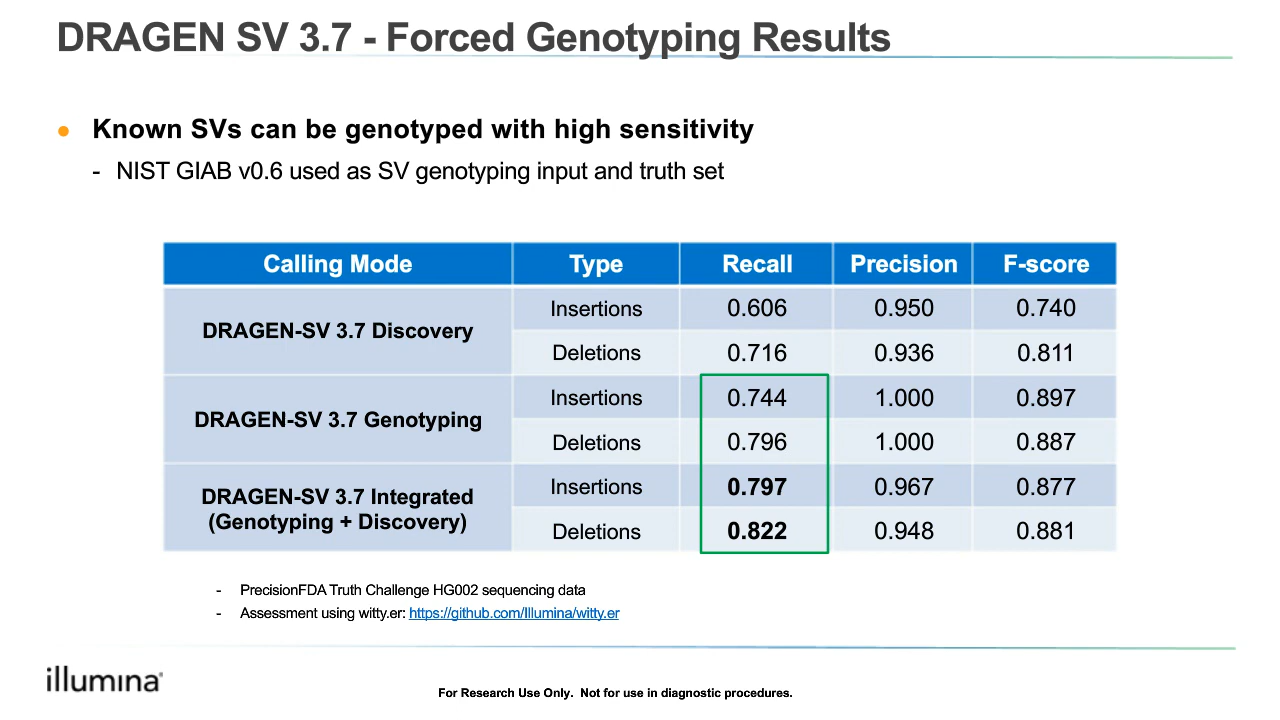 DRAGEN SV 3.7 - Forced Genotyping Results
● Known SVs can be genotyped with high sensitivity
- NIST GIAB v0.6 used as SV genotyping input and truth set
Calling Mode Type Recall Precision F-score
DRAGEN-SV 3.7 Discovery
Insertions 0.606 0.950 0.740
Deletions 0.716 0.936 0.811
DRAGEN-SV 3.7 Genotyping
Insertions 0.744 1.000 0.897
Deletions 0.796 1.000 0.887
DRAGEN-SV 3.7 Integrated
(Genotyping + Discovery)
Insertions 0.797 0.967 0.877
Deletions 0.822 0.948 0.881
- PrecisionFDA Truth Challenge HG002 sequencing data
- Assessment using witty.er: https://github.com/Illumina/witty.er
illumina®
For Research Use Only. Not for use in diagnostic procedures.